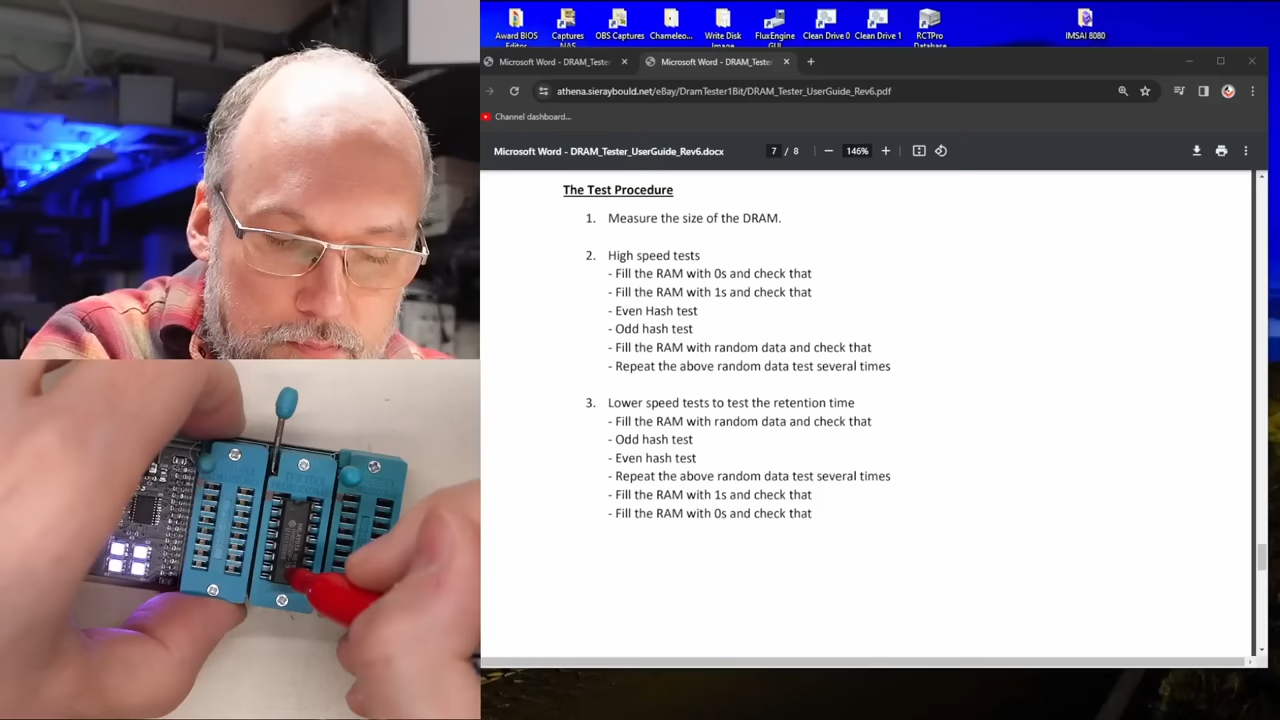 Award BIOS
Editor
Captures
NAS
OBS Captures
Chameleo...
Write Disk
Image
FluxEngine
GUI
Clean Drive 0
Clean Drive 1
RCTPro
Database
IMSAI 8080
Microsoft Word - DRAM_Teste
Microsoft Word - DRAM_Teste
athena.sieraybould.net/eBay/DramTester1Bit/DRAM_Tester_UserGuide_Rev6.pdf
Channel dashboard...
Microsoft Word - DRAM_Tester_UserGuide_Rev6.docx
7 / 8
146%
The Test Procedure
1. Measure the size of the DRAM.
2. High speed tests
- Fill the RAM with 0s and check that
- Fill the RAM with 1s and check that
- Even Hash test
- Odd hash test
- Fill the RAM with random data and check that
- Repeat the above random data test several times
3. Lower speed tests to test the retention time
- Fill the RAM with random data and check that
- Odd hash test
- Even hash test
- Repeat the above random data test several times
- Fill the RAM with 1s and check that
- Fill the RAM with 0s and check that